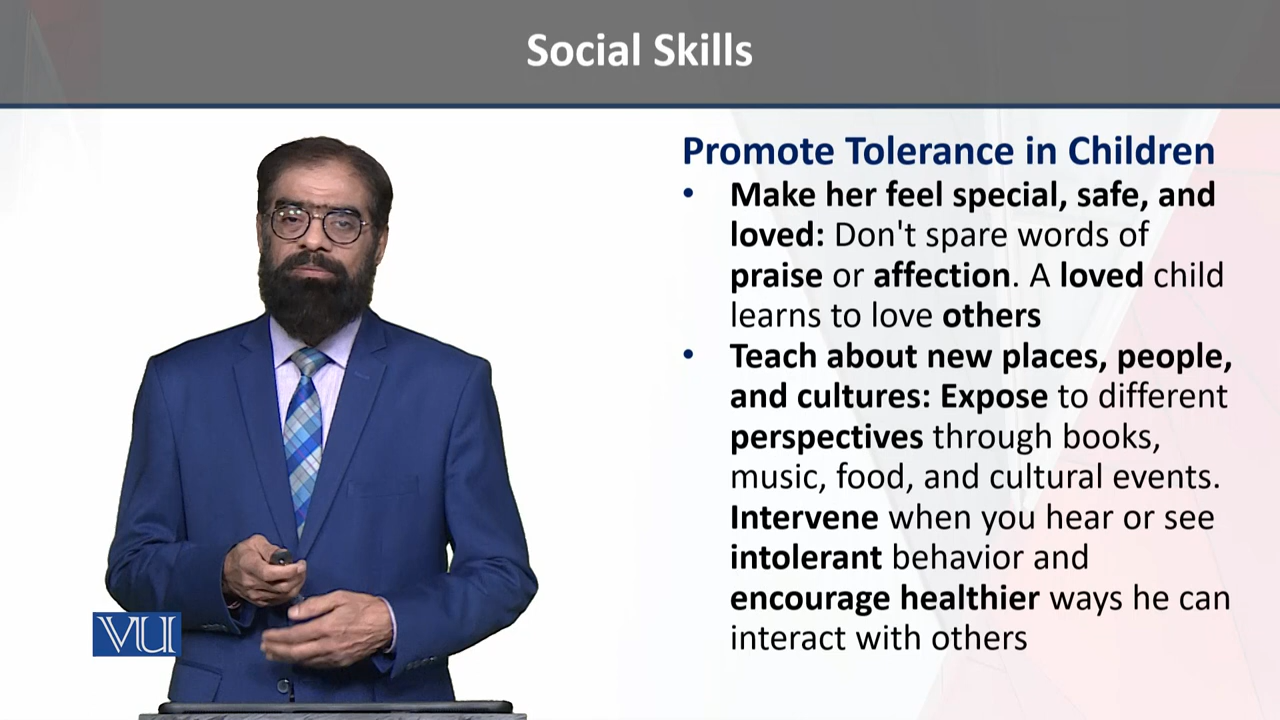 Social Skills
Promote Tolerance in Children
• Make her feel special, safe, and
loved: Don't spare words of
praise or affection. A loved child
learns to love others
• Teach about new places, people,
and cultures: Expose to different
perspectives through books,
music, food, and cultural events.
Intervene when you hear or see
intolerant behavior and
encourage healthier ways he can
interact with others
VU